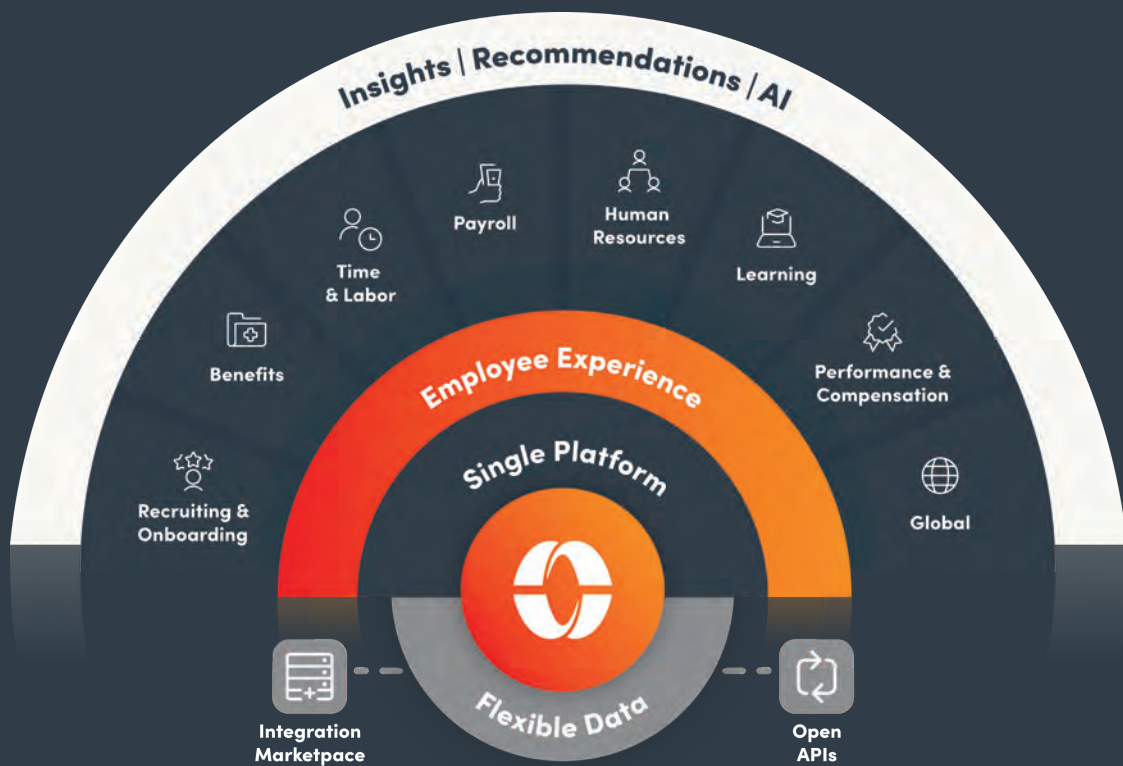 Insights | Recommendations | AI
Payroll
Human
Resources
Time
& Labor
Learning
Benefits
Performance &
Compensation
Recruiting &
Onboarding
Global
Employee Experience
Single Platform
Flexible Data
Integration
Marketpace
Open
APIs